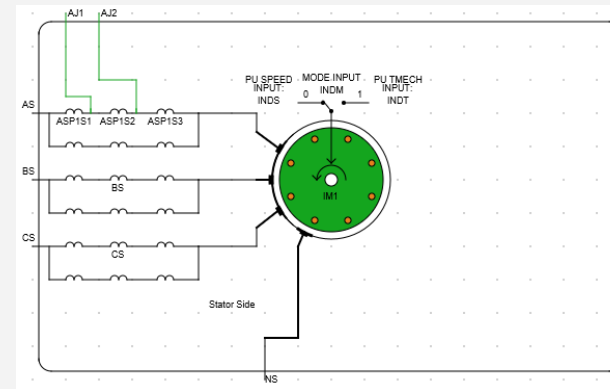 AJ1 AJ2
PU SPEED MODE.INPUT PU TMECH
INPUT: INDM INPUT:
INDS 0 1 INDT
AS
ASP1S1 ASP1S2 ASP1S3
BS
BS
IM1
CS
CS
Stator Side
NS